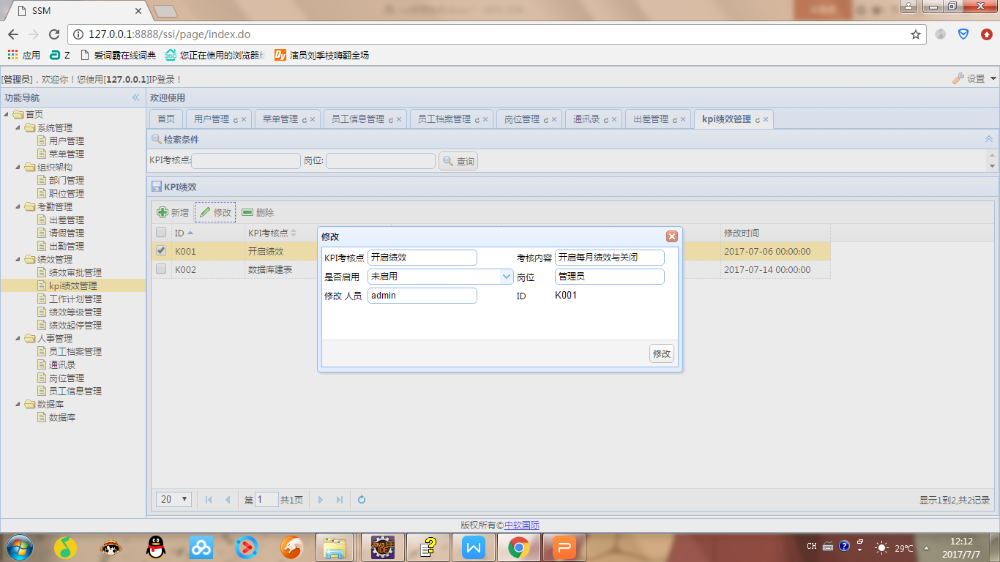 SSM
127.0.0.1:8888/ssi/page/index.do
应用 Z 爱词霸在线词典 您正在使用的浏览器 演员刘季枝嗨翻全场
[管理员]，欢迎你！您使用[127.0.0.1]IP登录！ 设置
功能导航
欢迎使用
首页
系统管理
用户管理
菜单管理
组织架构
部门管理
职位管理
考勤管理
出差管理
请假管理
出勤管理
绩效管理
绩效审批管理
kpi绩效管理
工作计划管理
绩效等级管理
绩效起停管理
人事管理
员工档案管理
通讯录
岗位管理
员工信息管理
数据库
数据库
首页 用户管理 菜单管理 员工信息管理 员工档案管理 岗位管理 通讯录 出差管理 kpi绩效管理
检索条件
KPI考核点: 岗位: 查询
KPI绩效
新增 修改 删除
ID KPI考核点 修改时间
K001 开启绩效 2017-07-06 00:00:00
K002 数据库建表 2017-07-14 00:00:00
修改
KPI考核点 开启绩效 考核内容 开启每月绩效与关闭
是否启用 未启用 岗位 管理员
修改 人员 admin ID K001
修改
20 第 1 共1页 显示1到2,共2记录
版权所有©中软国际
Java EE IDE
CH 29℃ 12:12
2017/7/7